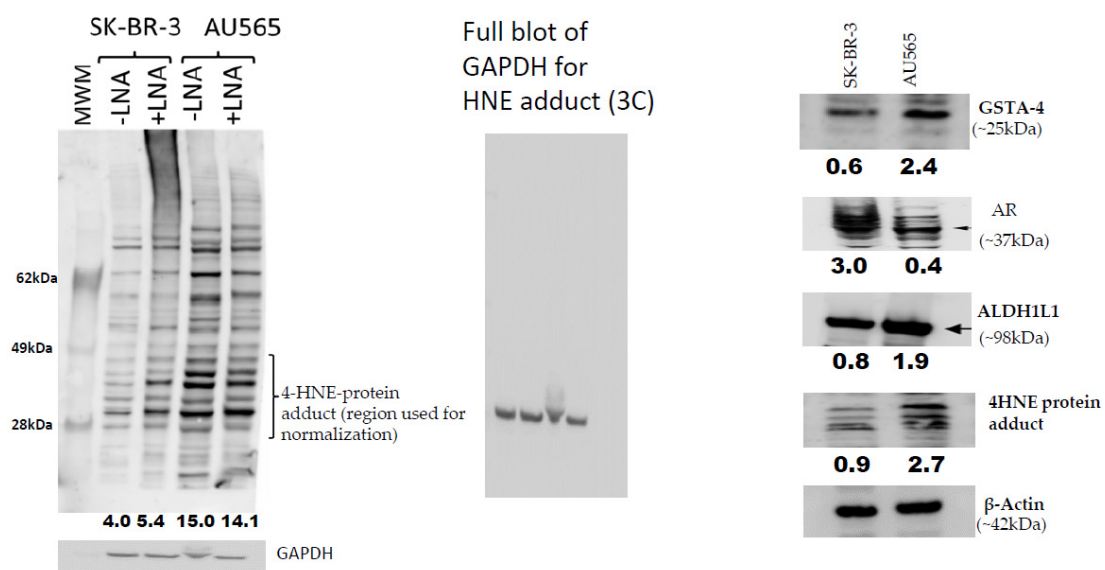 SK-BR-3 AU565
MWM -LNA +LNA -LNA +LNA
62kDa
49kDa
28kDa
4-HNE-protein
adduct (region used for
normalization)
4.0 5.4 15.0 14.1
GAPDH
Full blot of
GAPDH for
HNE adduct (3C)
SK-BR-3 AU565
GSTA-4
(~25kDa)
0.6 2.4
AR
(~37kDa)
3.0 0.4
ALDH1L1
(~98kDa)
0.8 1.9
4HNE protein
adduct
0.9 2.7
β-Actin
(~42kDa)